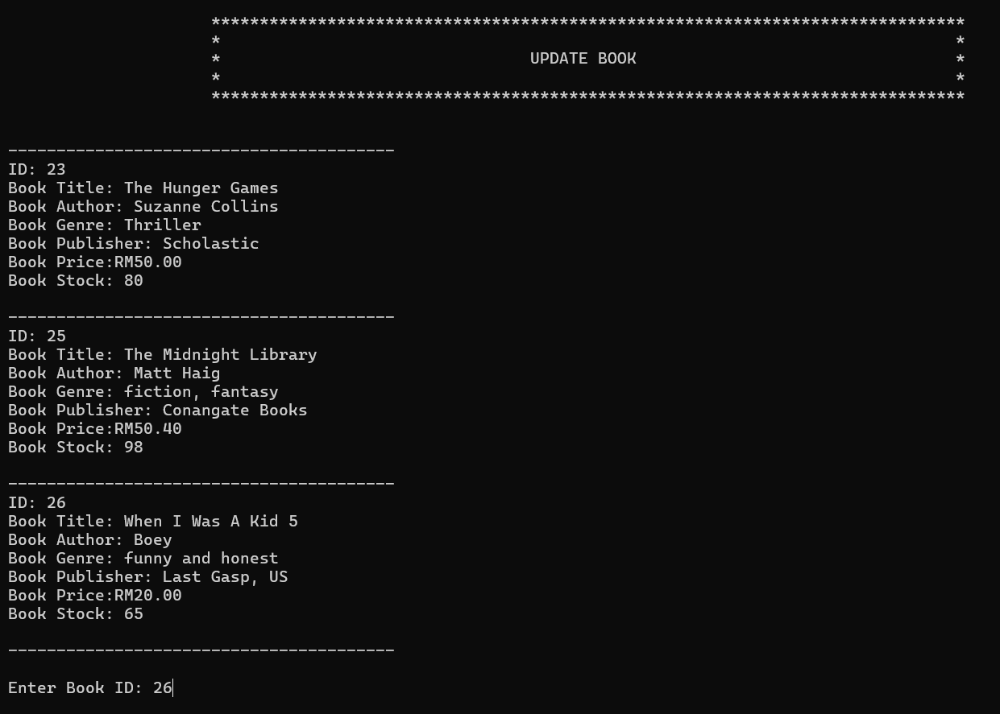 ******************************************************************************
*                                                                            *
*                                UPDATE BOOK                                 *
*                                                                            *
******************************************************************************
----------------------------------------
ID: 23
Book Title: The Hunger Games
Book Author: Suzanne Collins
Book Genre: Thriller
Book Publisher: Scholastic
Book Price:RM50.00
Book Stock: 80
----------------------------------------
ID: 25
Book Title: The Midnight Library
Book Author: Matt Haig
Book Genre: fiction, fantasy
Book Publisher: Conangate Books
Book Price:RM50.40
Book Stock: 98
----------------------------------------
ID: 26
Book Title: When I Was A Kid 5
Book Author: Boey
Book Genre: funny and honest
Book Publisher: Last Gasp, US
Book Price:RM20.00
Book Stock: 65
----------------------------------------
Enter Book ID: 26